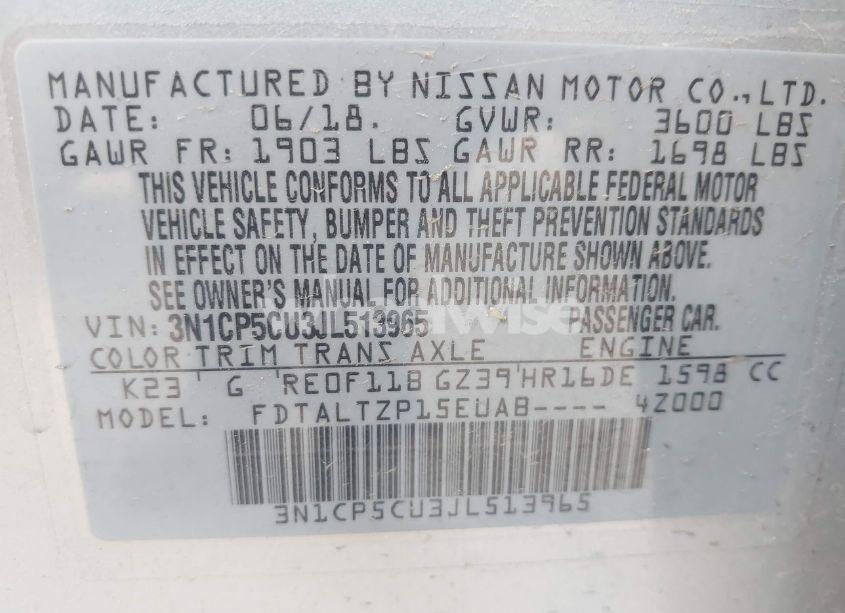 MANUFACTURED BY NISSAN MOTOR CO., LTD.
DATE: 06/18. GVWR: 3600 LBS
GAWR FR: 1903 LBS GAWR RR: 1698 LBS
THIS VEHICLE CONFORMS TO ALL APPLICABLE FEDERAL MOTOR
VEHICLE SAFETY, BUMPER AND THEFT PREVENTION STANDARDS
IN EFFECT ON THE DATE OF MANUFACTURE SHOWN ABOVE.
SEE OWNER'S MANUAL FOR ADDITIONAL INFORMATION.
VIN: 3N1CP5CU3JL513965 PASSENGER CAR.
COLOR TRIM TRANS AXLE ENGINE
K23 ' G ' RE0F11B GZ39 ' HR16DE 1598 CC
MODEL: FDTALTZP15EUAB---- 4Z000
3N1CP5CU3JL513965